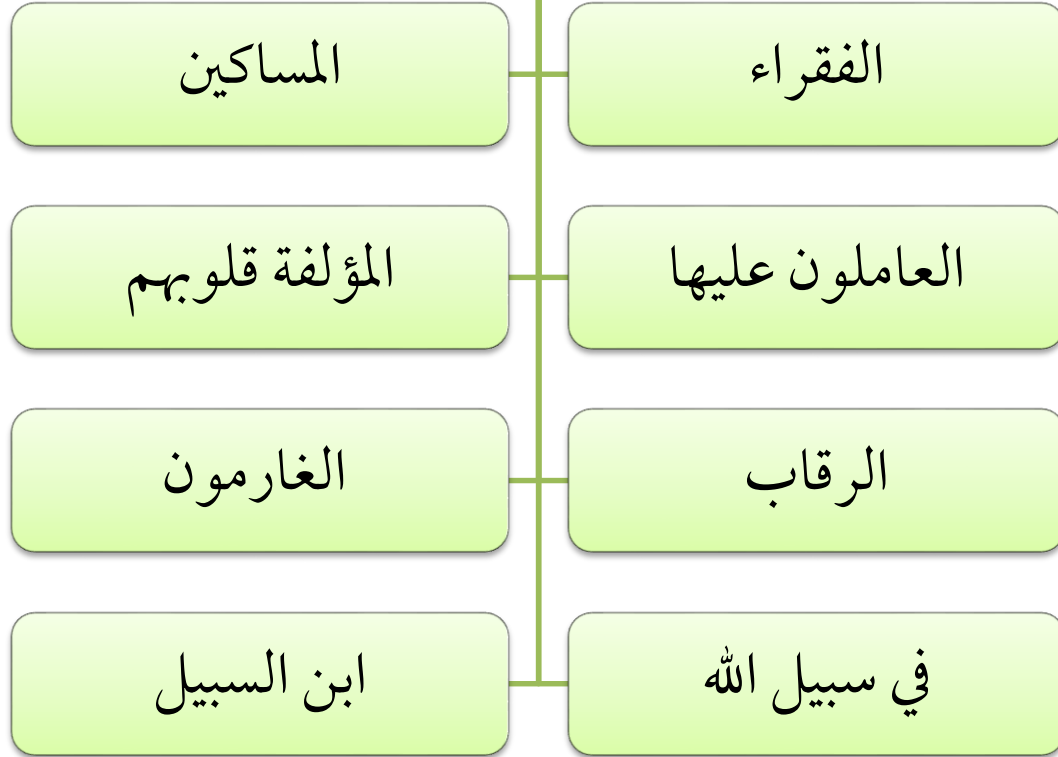 الفقراء
المساكين
العاملون عليها
المؤلفة قلوبهم
الرقاب
الغارمون
في سبيل الله
ابن السبيل